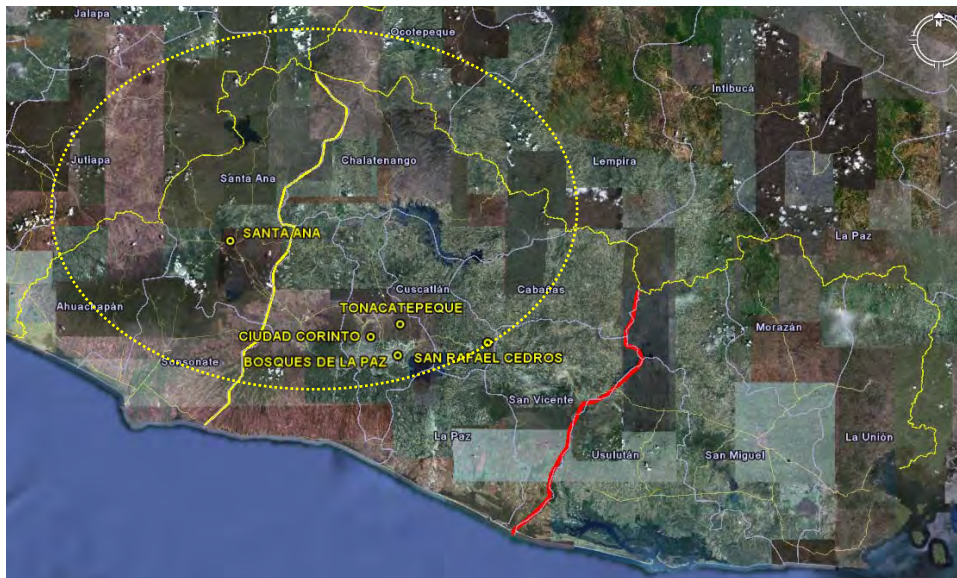 Jalapa
Ocotepeque
N
Intibucá
Jutiapa
Chalatenango
Lempira
Santa Ana
SANTA ANA
La Paz
Cuscatlán
Cabañas
Ahuachapán
TONACATEPEQUE
Morazán
CIUDAD CORINTO
Sonsonate
BOSQUES DE LA PAZ
SAN RAFAEL CEDROS
San Vicente
La Paz
La Unión
Usulután
San Miguel